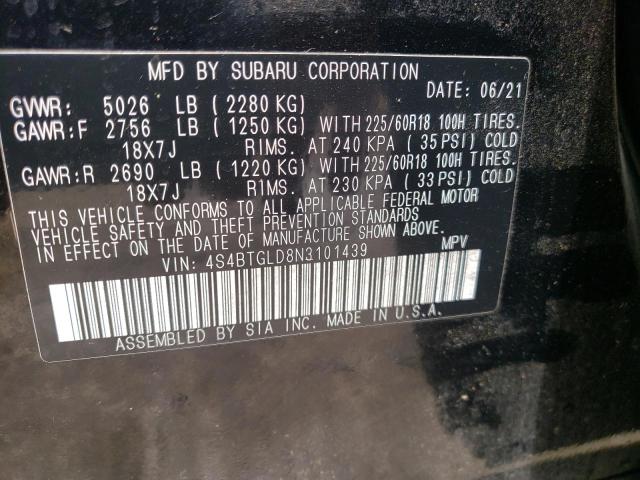 MFD BY SUBARU CORPORATION
DATE: 06/21
GVWR: 5026 LB (2280 KG)
GAWR:F 2756 LB (1250 KG) WITH 225/60R18 100H TIRES.
18X7J RIMS. AT 240 KPA (35 PSI) COLD
GAWR:R 2690 LB (1220 KG) WITH 225/60R18 100H TIRES.
18X7J RIMS. AT 230 KPA (33 PSI) COLD
THIS VEHICLE CONFORMS TO ALL APPLICABLE FEDERAL MOTOR
VEHICLE SAFETY AND THEFT PREVENTION STANDARDS
IN EFFECT ON THE DATE OF MANUFACTURE SHOWN ABOVE.
VIN: 4S4BTGLD8N3101439 MPV
ASSEMBLED BY SIA INC. MADE IN U.S.A.